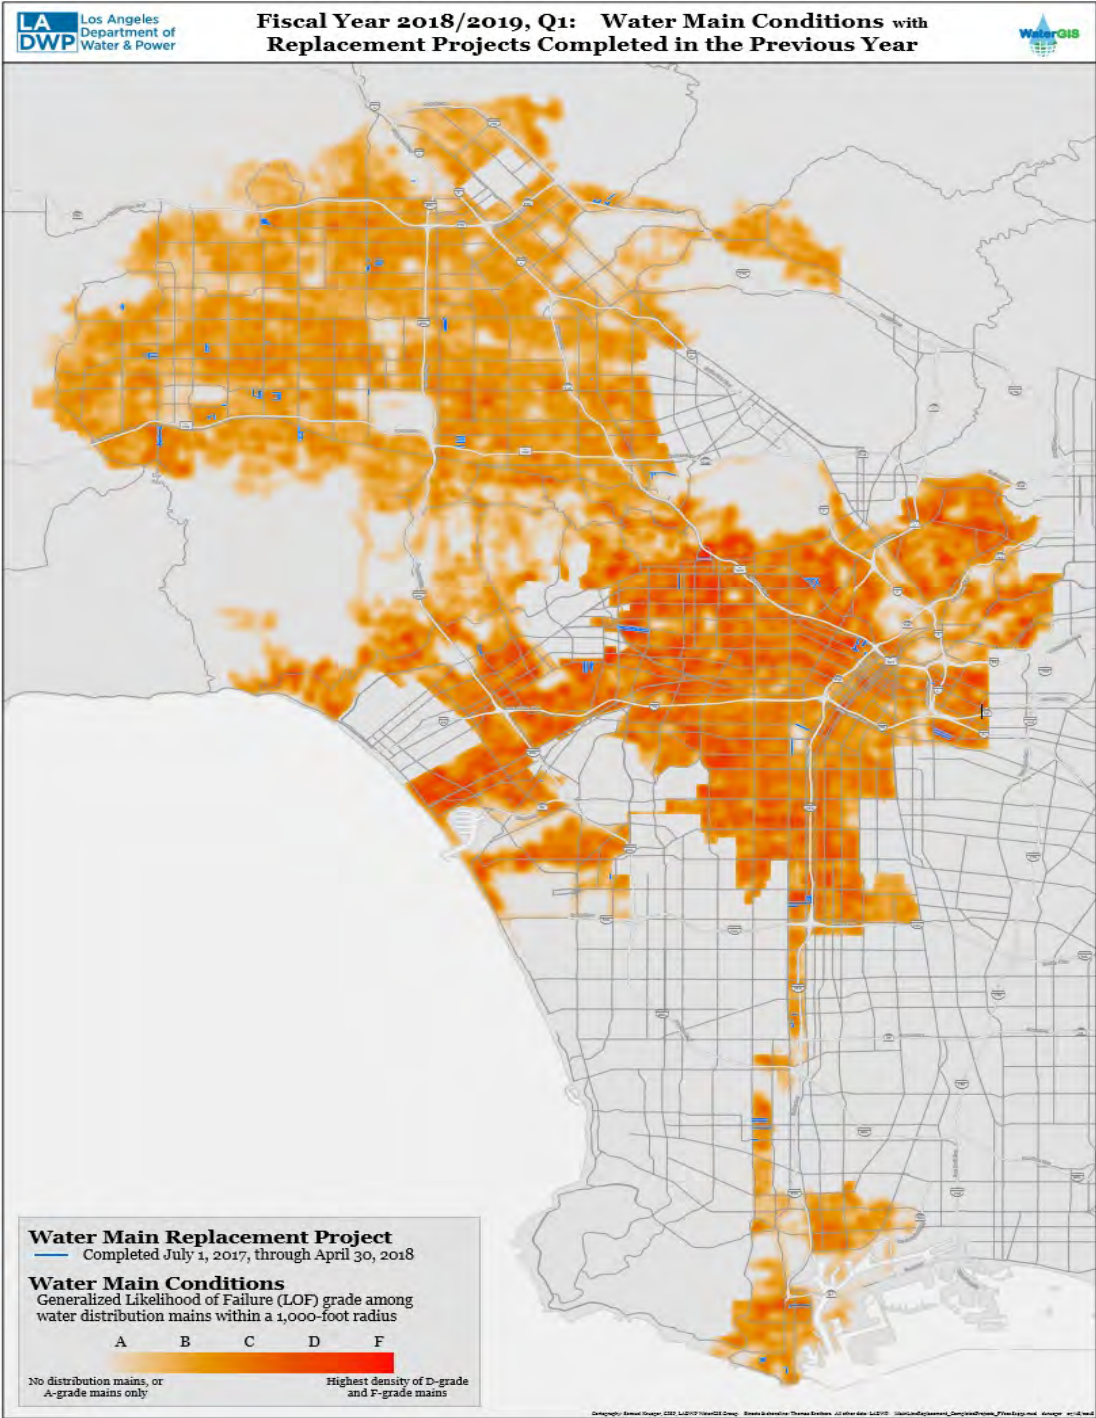 LA
DWP
Los Angeles
Department of
Water & Power
Fiscal Year 2018/2019, Q1: Water Main Conditions with
Replacement Projects Completed in the Previous Year
WaterGIS
Water Main Replacement Project
Completed July 1, 2017, through April 30, 2018
Water Main Conditions
Generalized Likelihood of Failure (LOF) grade among
water distribution mains within a 1,000-foot radius
A B C D F
No distribution mains, or
A-grade mains only
Highest density of D-grade
and F-grade mains